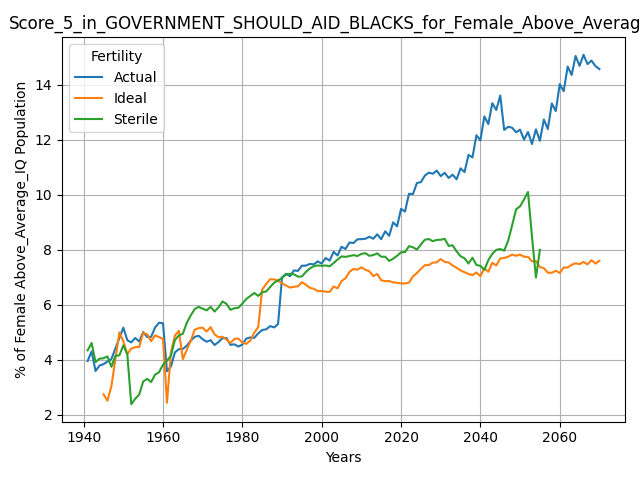 Score_5_in_GOVERNMENT_SHOULD_AID_BLACKS_for_Female_Above_Averag
Fertility
Actual
Ideal
Sterile
% of Female Above_Average_IQ Population
14
12
10
8
6
4
2
1940 1960 1980 2000 2020 2040 2060
Years